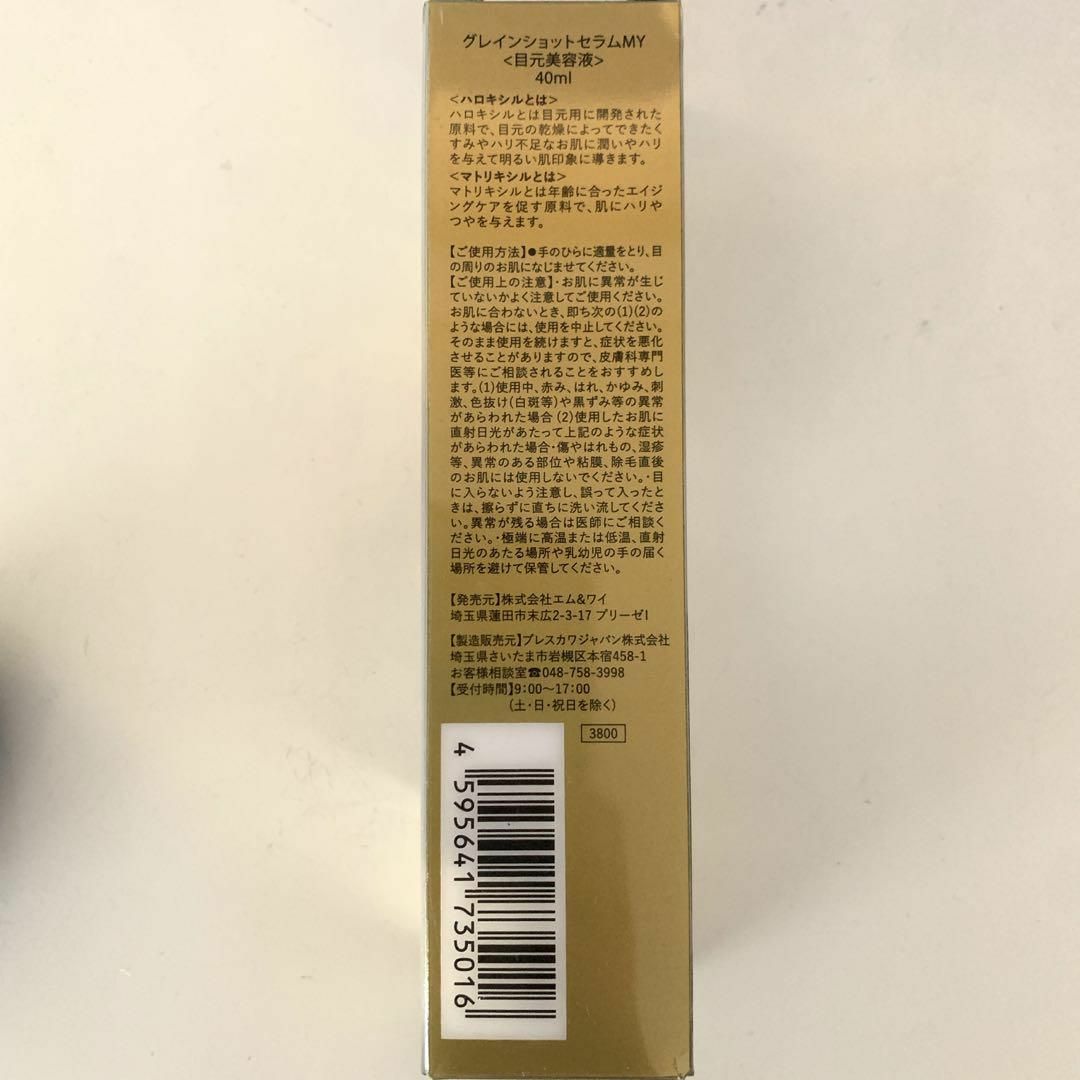 グレインショットセラムMY
<目元美容液>
40ml
<ハロキシルとは>
ハロキシルとは目元用に開発された
原料で、目元の乾燥によってできたく
すみやハリ不足なお肌に潤いやハリ
を与えて明るい肌印象に導きます。
<マトリキシルとは>
マトリキシルとは年齢に合ったエイジ
ングケアを促す原料で、肌にハリや
つやを与えます。
【ご使用方法】●手のひらに適量をとり、目
の周りのお肌になじませてください。
【ご使用上の注意】・お肌に異常が生じ
ていないかよく注意してご使用ください。
お肌に合わないとき、即ち次の(1)(2)の
ような場合には、使用を中止してください。
そのまま使用を続けますと、症状を悪化
させることがありますので、皮膚科専門
医等にご相談されることをおすすめし
ます。(1)使用中、赤み、はれ、かゆみ、刺
激、色抜け(白斑等)や黒ずみ等の異常
があらわれた場合(2)使用したお肌に
直射日光があたって上記のような症状
があらわれた場合・傷やはれもの、湿疹
等、異常のある部位や粘膜、除毛直後
のお肌には使用しないでください。・目
に入らないよう注意し、誤って入ったと
きは、擦らずに直ちに洗い流してくださ
い。異常が残る場合は医師にご相談く
ださい。・極端に高温または低温、直射
日光のあたる場所や乳幼児の手の届く
場所を避けて保管してください。
【発売元】株式会社エム&ワイ
埼玉県蓮田市末広2-3-17 プリーゼI
【製造販売元】ブレスカワジャパン株式会社
埼玉県さいたま市岩槻区本宿458-1
お客様相談室☎048-758-3998
【受付時間】9:00～17:00
(土・日・祝日を除く)
3800
4 595641 735016